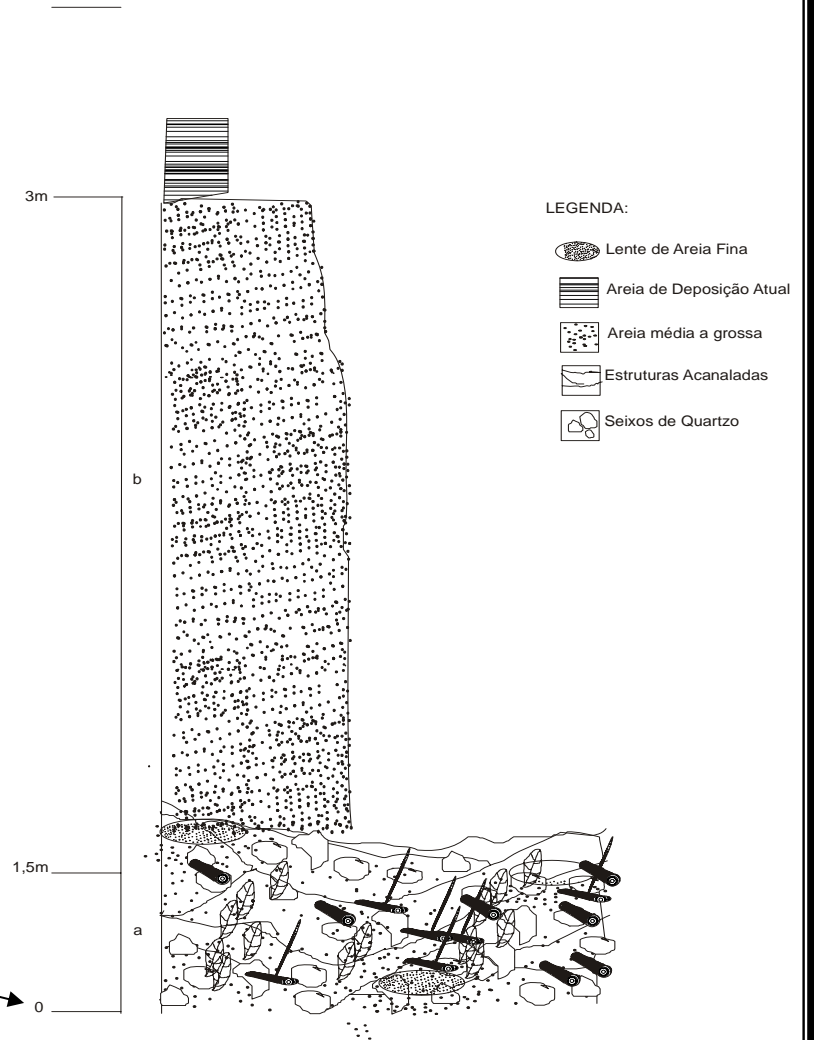 3m
LEGENDA:
Lente de Areia Fina
Areia de Deposição Atual
Areia média a grossa
Estruturas Acanaladas
Seixos de Quartzo
b
1,5m
a
0